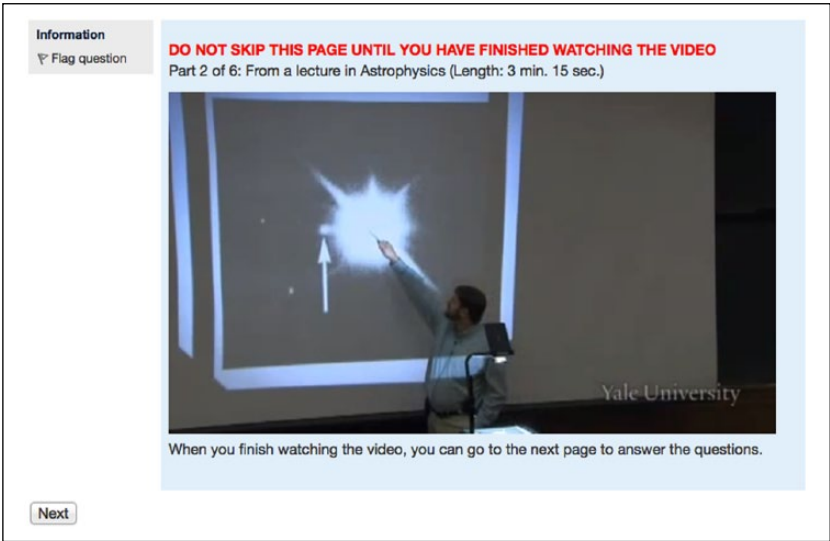 Information
Flag question
DO NOT SKIP THIS PAGE UNTIL YOU HAVE FINISHED WATCHING THE VIDEO
Part 2 of 6: From a lecture in Astrophysics (Length: 3 min. 15 sec.)
Yale University
When you finish watching the video, you can go to the next page to answer the questions.
Next